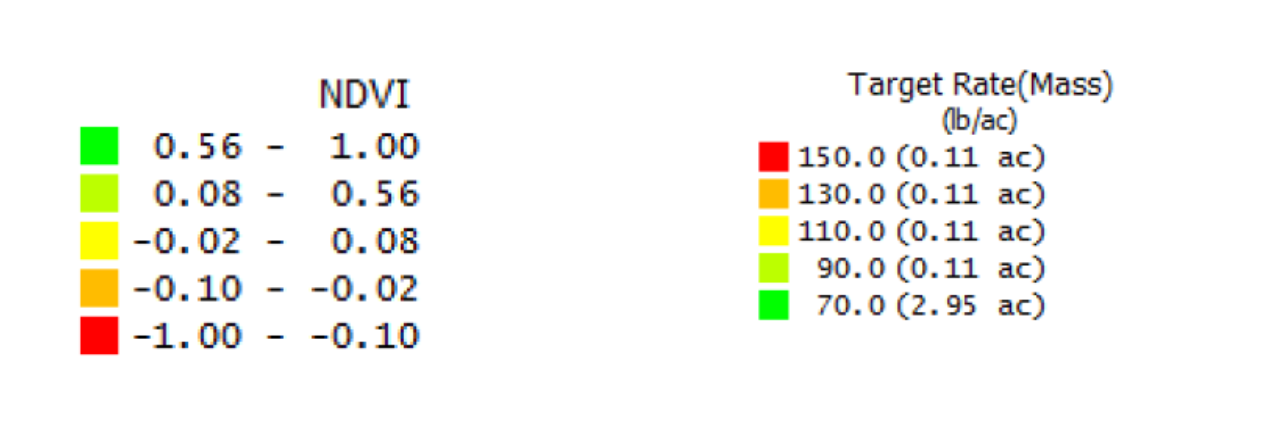 NDVI
0.56 - 1.00
0.08 - 0.56
-0.02 - 0.08
-0.10 - -0.02
-1.00 - -0.10
Target Rate(Mass)
(lb/ac)
150.0 (0.11 ac)
130.0 (0.11 ac)
110.0 (0.11 ac)
90.0 (0.11 ac)
70.0 (2.95 ac)